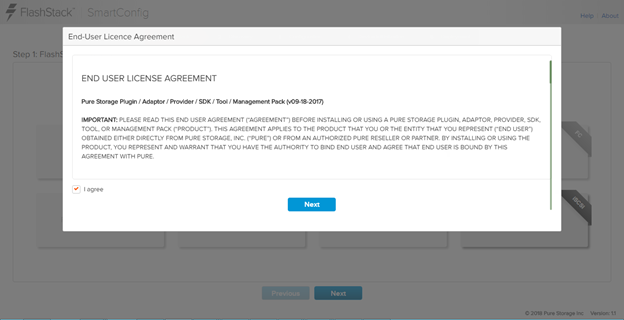 FlashStack™ SmartConfig
Help About
End-User Licence Agreement
Step 1: FlashS
END USER LICENSE AGREEMENT
Pure Storage Plugin / Adaptor / Provider / SDK / Tool / Management Pack (v09-18-2017)
IMPORTANT: PLEASE READ THIS END USER AGREEMENT ("AGREEMENT") BEFORE INSTALLING OR USING A PURE STORAGE PLUGIN, ADAPTOR, PROVIDER, SDK,
TOOL, OR MANAGEMENT PACK ("PRODUCT"). THIS AGREEMENT APPLIES TO THE PRODUCT THAT YOU OR THE ENTITY THAT YOU REPRESENT ("END USER")
OBTAINED EITHER DIRECTLY FROM PURE STORAGE, INC. ("PURE") OR FROM AN AUTHORIZED PURE RESELLER OR PARTNER. BY INSTALLING OR USING THE
PRODUCT, YOU REPRESENT AND WARRANT THAT YOU HAVE THE AUTHORITY TO BIND END USER AND AGREE THAT END USER IS BOUND BY THIS
AGREEMENT WITH PURE.
FC
I agree
iSCSI
Next
Previous Next
© 2018 Pure Storage Inc Version: 1.1